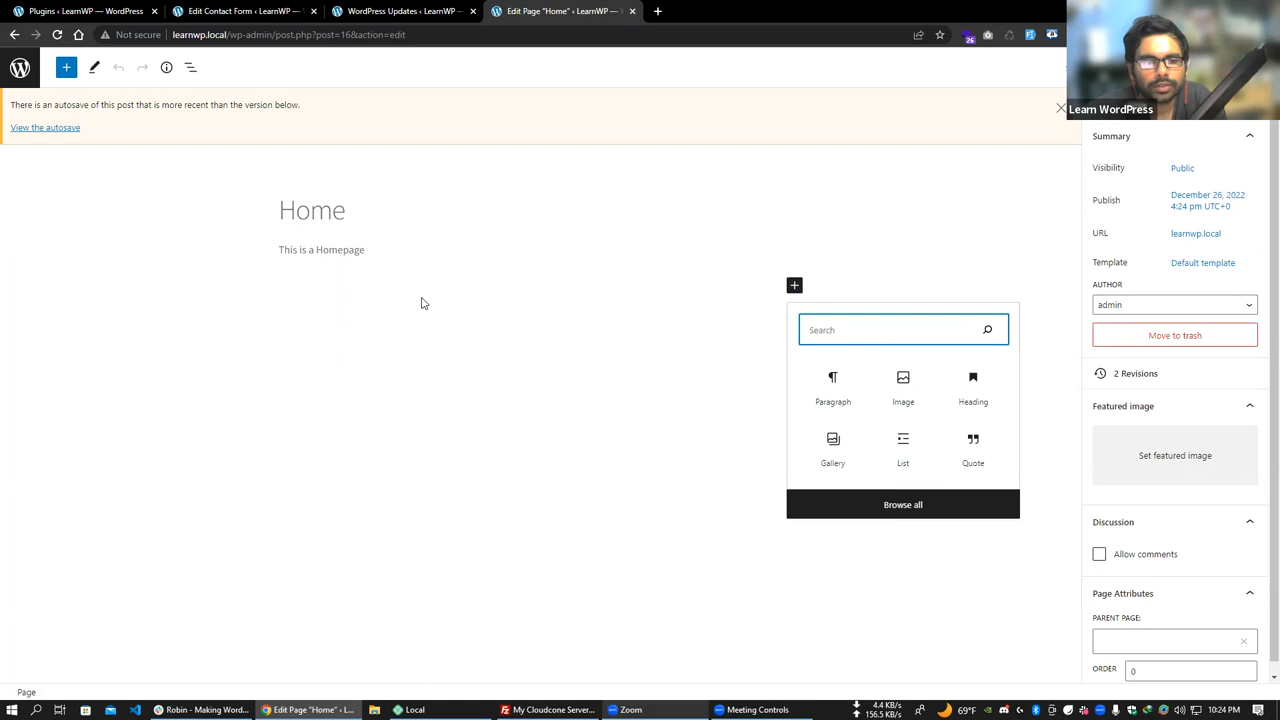 Plugins ‹ LearnWP — WordPress
Edit Contact Form ‹ LearnWP — W
WordPress Updates ‹ LearnWP — W
Edit Page “Home” ‹ LearnWP — W
Not secure learnwp.local/wp-admin/post.php?post=16&action=edit
26
Learn WordPress
There is an autosave of this post that is more recent than the version below.
View the autosave
Home
This is a Homepage
Search
Paragraph
Image
Heading
Gallery
List
Quote
Browse all
Summary
Visibility
Public
Publish
December 26, 2022
4:24 pm UTC+0
URL
learnwp.local
Template
Default template
AUTHOR
admin
Move to trash
2 Revisions
Featured image
Set featured image
Discussion
Allow comments
Page Attributes
PARENT PAGE:
ORDER
0
Page
Robin - Making Word...
Edit Page “Home” ‹ L...
Local
My Cloudcone Server...
Zoom
Meeting Controls
4.4 KB/s
156.5 KB/s
69°F
10:24 PM